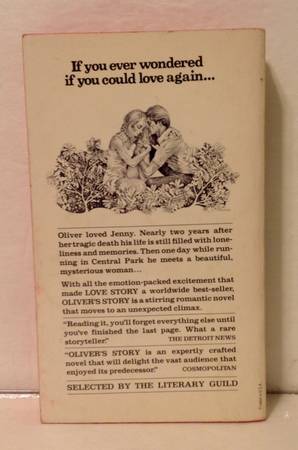 If you ever wondered
if you could love again...
Oliver loved Jenny. Nearly two years after
her tragic death his life is still filled with lone-
liness and memories. Then one day while run-
ning in Central Park he meets a beautiful,
mysterious woman...
With all the emotion-packed excitement that
made LOVE STORY a worldwide best-seller,
OLIVER'S STORY is a stirring romantic novel
that moves to an unexpected climax.
"Reading it, you'll forget everything else until
you've finished the last page. What a rare
storyteller." THE DETROIT NEWS
"OLIVER'S STORY is an expertly crafted
novel that will delight the vast audience that
enjoyed its predecessor." COSMOPOLITAN
SELECTED BY THE LITERARY GUILD